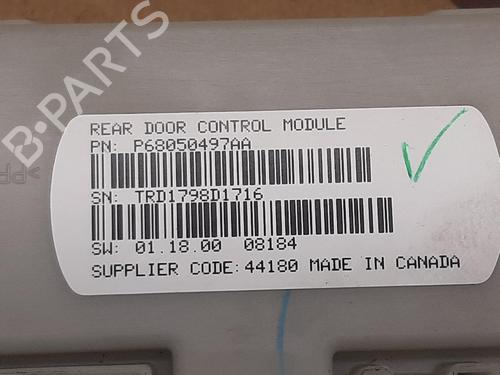 B-PARTS
REAR DOOR CONTROL MODULE
PN: P68050497AA
SN: TRD1798D1716
SW: 01.18.00 08184
SUPPLIER CODE: 44180 MADE IN CANADA